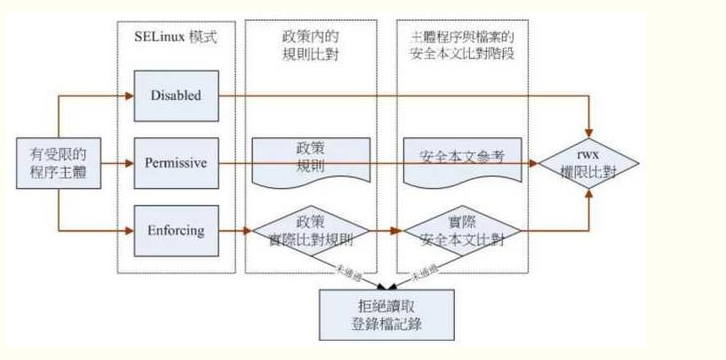 SELinux 模式
政策內的
規則比對
主體程序與檔案的
安全本文比對階段
Disabled
有受限的
程序主體
Permissive
政策
規則
安全本文參考
rwx
權限比對
Enforcing
政策
實際比對規則
實際
安全本文比對
未通過
未通過
拒絕讀取
登錄檔記錄